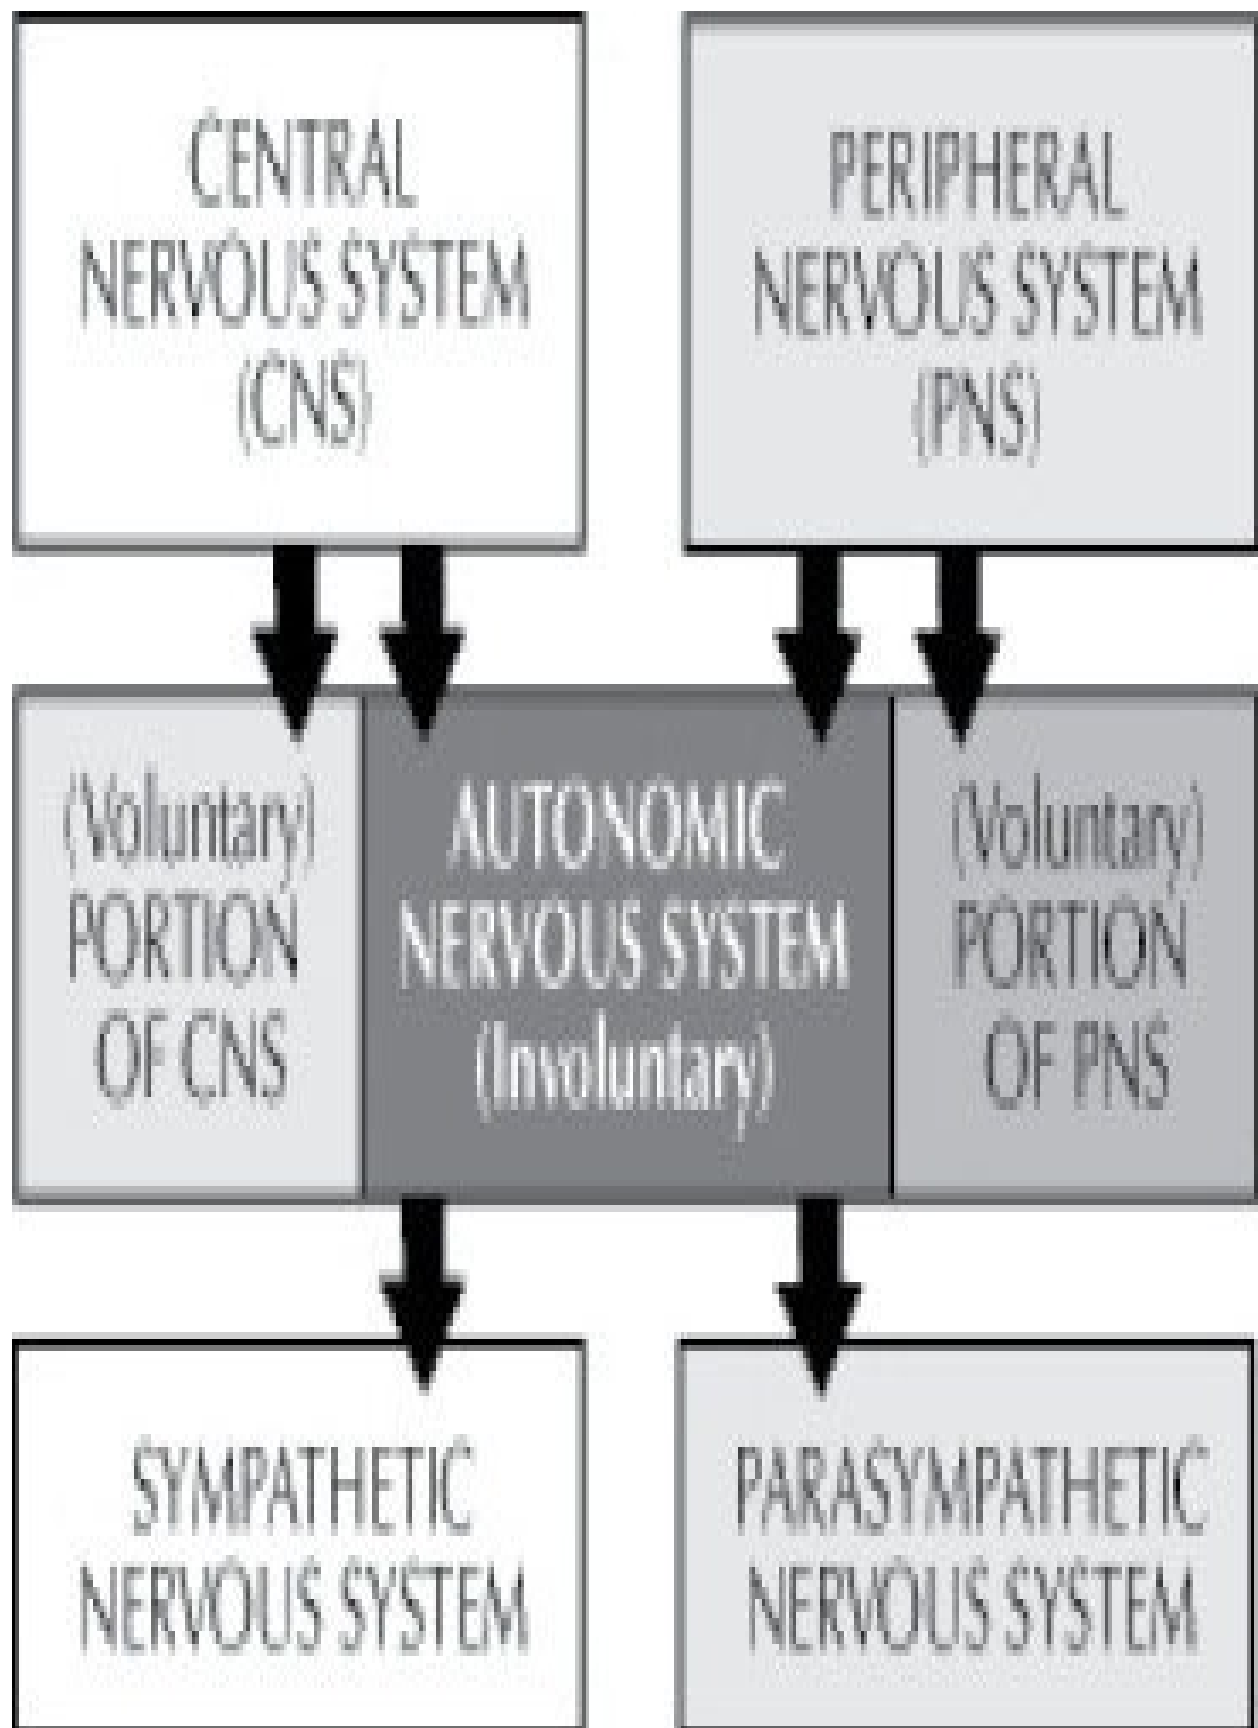 CENTRAL
NERVOUS SYSTEM
(CNS)
PERIPHERAL
NERVOUS SYSTEM
(PNS)
(Voluntary)
PORTION
OF CNS
AUTONOMIC
NERVOUS SYSTEM
(Involuntary)
(Voluntary)
PORTION
OF PNS
SYMPATHETIC
NERVOUS SYSTEM
PARASYMPATHETIC
NERVOUS SYSTEM